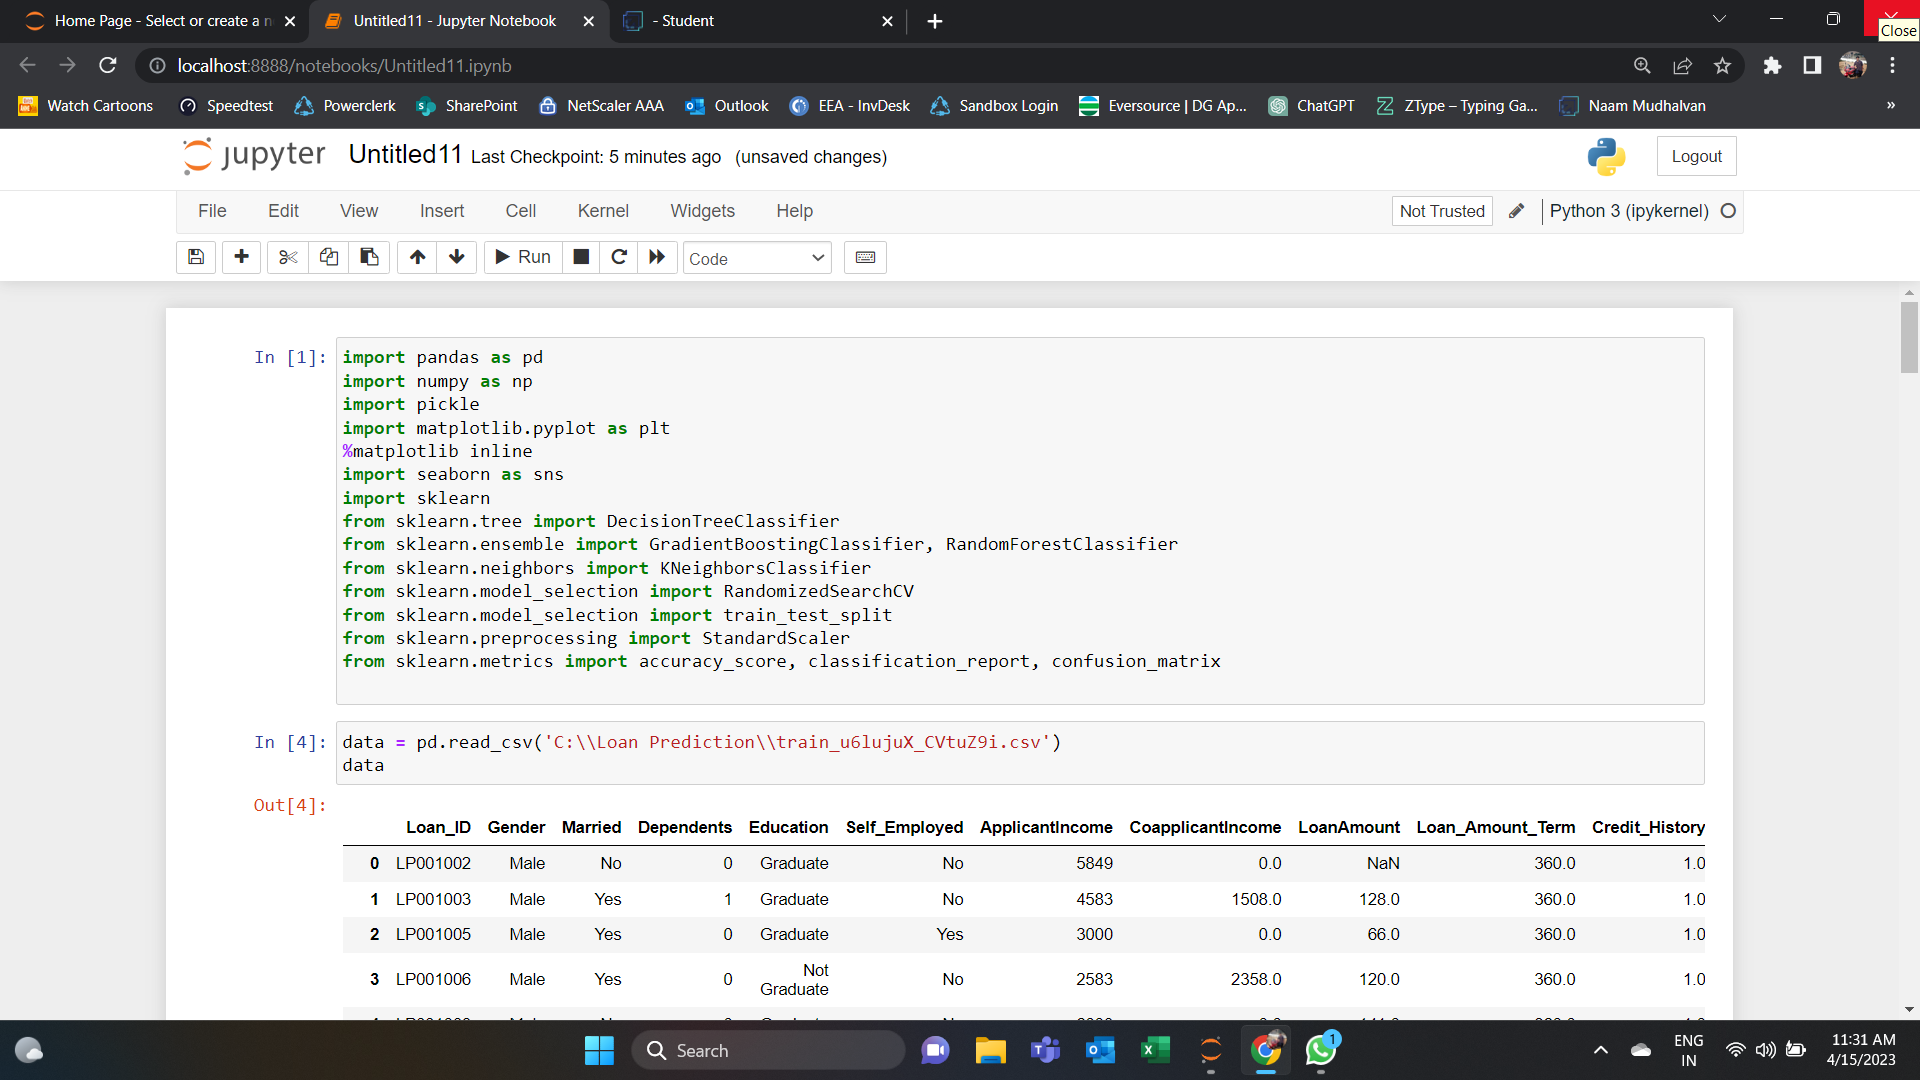 Home Page - Select or create a n
Untitled11 - Jupyter Notebook
- Student
Close
localhost:8888/notebooks/Untitled11.ipynb
Watch Cartoons Speedtest Powerclerk SharePoint NetScaler AAA Outlook EEA - InvDesk Sandbox Login Eversource | DG Ap... ChatGPT ZType – Typing Ga... Naam Mudhalvan »
jupyter Untitled11 Last Checkpoint: 5 minutes ago (unsaved changes) Logout
File Edit View Insert Cell Kernel Widgets Help Not Trusted Python 3 (ipykernel)
Run Code
In [1]:
import pandas as pd
import numpy as np
import pickle
import matplotlib.pyplot as plt
%matplotlib inline
import seaborn as sns
import sklearn
from sklearn.tree import DecisionTreeClassifier
from sklearn.ensemble import GradientBoostingClassifier, RandomForestClassifier
from sklearn.neighbors import KNeighborsClassifier
from sklearn.model_selection import RandomizedSearchCV
from sklearn.model_selection import train_test_split
from sklearn.preprocessing import StandardScaler
from sklearn.metrics import accuracy_score, classification_report, confusion_matrix
In [4]:
data = pd.read_csv('C:\\Loan Prediction\\train_u6lujuX_CVtuZ9i.csv')
data
Out[4]:
Loan_ID Gender Married Dependents Education Self_Employed ApplicantIncome CoapplicantIncome LoanAmount Loan_Amount_Term Credit_History
0 LP001002 Male No 0 Graduate No 5849 0.0 NaN 360.0 1.0
1 LP001003 Male Yes 1 Graduate No 4583 1508.0 128.0 360.0 1.0
2 LP001005 Male Yes 0 Graduate Yes 3000 0.0 66.0 360.0 1.0
3 LP001006 Male Yes 0 Not Graduate No 2583 2358.0 120.0 360.0 1.0
Search
1
ENG
IN
11:31 AM
4/15/2023